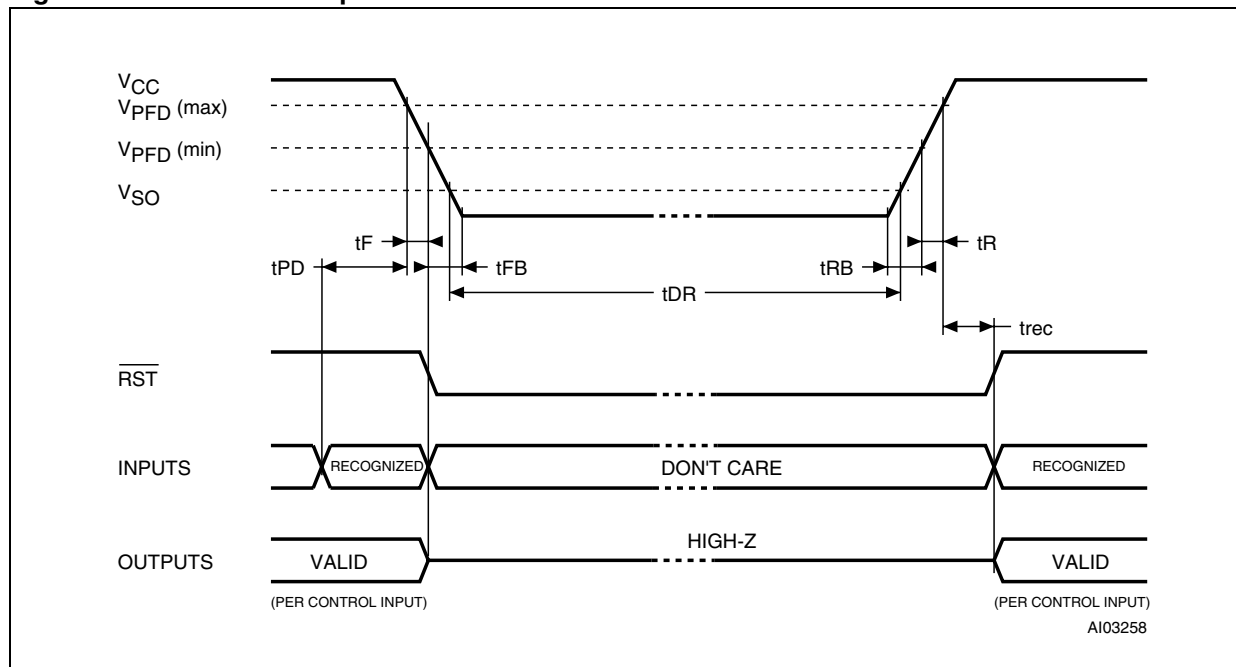 VCC
VPFD (max)
VPFD (min)
VSO
tF
tR
tPD
tFB
tRB
tDR
trec
RST
INPUTS
RECOGNIZED
DON'T CARE
RECOGNIZED
HIGH-Z
OUTPUTS
VALID
VALID
(PER CONTROL INPUT)
(PER CONTROL INPUT)
AI03258